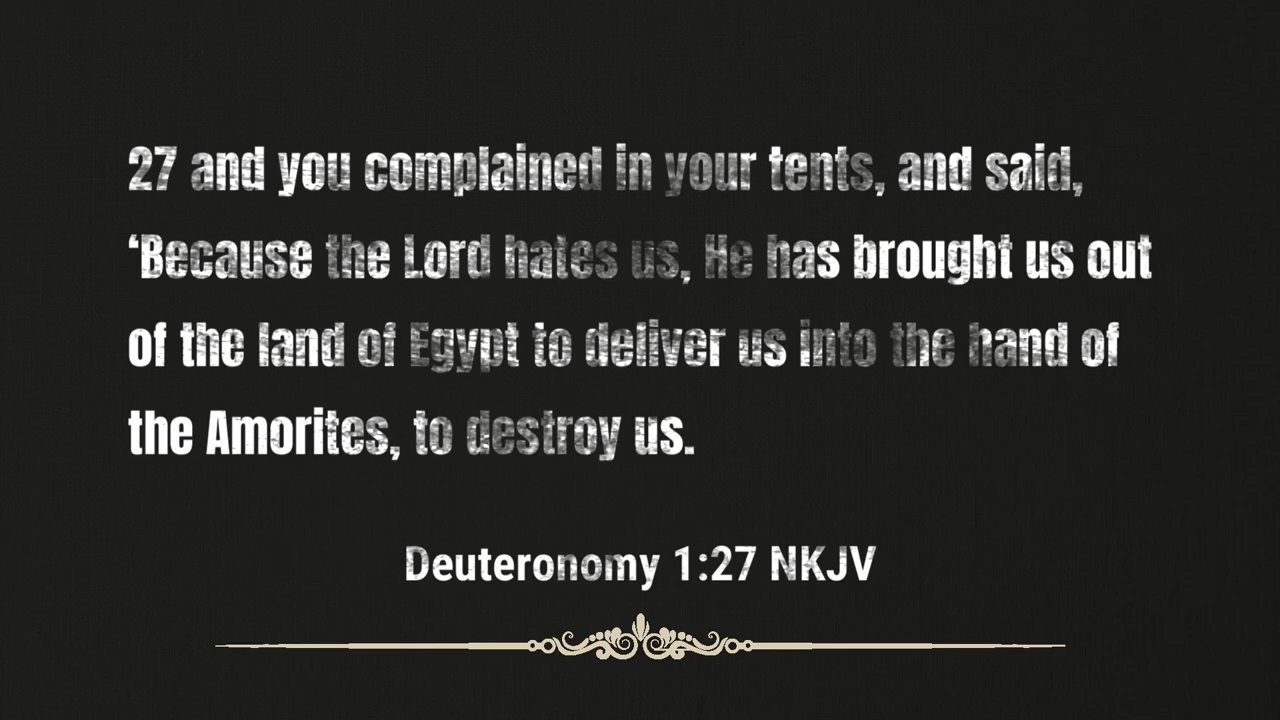 27 and you complained in your tents, and said,
‘Because the Lord hates us, He has brought us out
of the land of Egypt to deliver us into the hand of
the Amorites, to destroy us.
Deuteronomy 1:27 NKJV